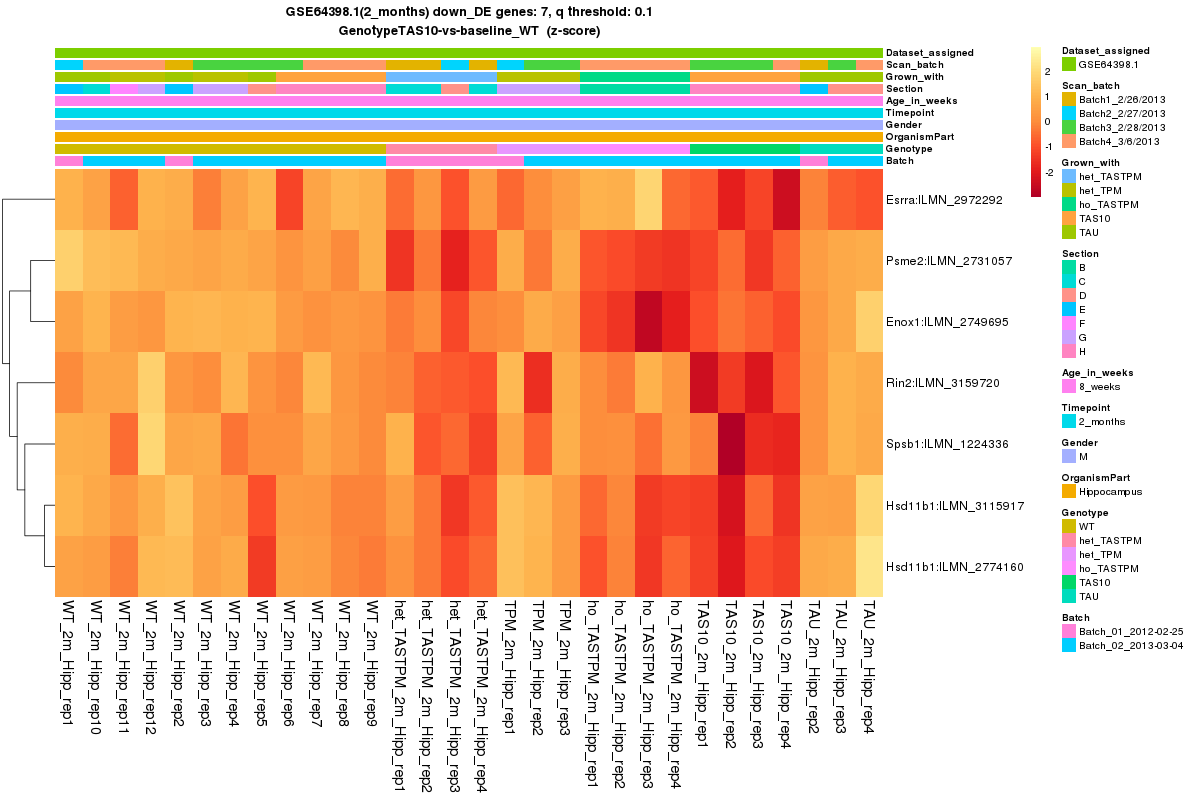 GSE64398.1(2_months) down_DE genes: 7, q threshold: 0.1
GenotypeTAS10-vs-baseline_WT (z-score)
Dataset_assigned
Scan_batch
Grown_with
Section
Age_in_weeks
Timepoint
Gender
OrganismPart
Genotype
Batch
Esrra:ILMN_2972292
Psme2:ILMN_2731057
Enox1:ILMN_2749695
Rin2:ILMN_3159720
Spsb1:ILMN_1224336
Hsd11b1:ILMN_3115917
Hsd11b1:ILMN_2774160
WT_2m_Hipp_rep1
WT_2m_Hipp_rep10
WT_2m_Hipp_rep11
WT_2m_Hipp_rep12
WT_2m_Hipp_rep2
WT_2m_Hipp_rep3
WT_2m_Hipp_rep4
WT_2m_Hipp_rep5
WT_2m_Hipp_rep6
WT_2m_Hipp_rep7
WT_2m_Hipp_rep8
WT_2m_Hipp_rep9
het_TASTPM_2m_Hipp_rep1
het_TASTPM_2m_Hipp_rep2
het_TASTPM_2m_Hipp_rep3
het_TASTPM_2m_Hipp_rep4
TPM_2m_Hipp_rep1
TPM_2m_Hipp_rep2
TPM_2m_Hipp_rep3
ho_TASTPM_2m_Hipp_rep1
ho_TASTPM_2m_Hipp_rep2
ho_TASTPM_2m_Hipp_rep3
ho_TASTPM_2m_Hipp_rep4
TAS10_2m_Hipp_rep1
TAS10_2m_Hipp_rep2
TAS10_2m_Hipp_rep3
TAS10_2m_Hipp_rep4
TAU_2m_Hipp_rep2
TAU_2m_Hipp_rep3
TAU_2m_Hipp_rep4
2
1
0
-1
-2
Dataset_assigned
GSE64398.1
Scan_batch
Batch1_2/26/2013
Batch2_2/27/2013
Batch3_2/28/2013
Batch4_3/6/2013
Grown_with
het_TASTPM
het_TPM
ho_TASTPM
TAS10
TAU
Section
B
C
D
E
F
G
H
Age_in_weeks
8_weeks
Timepoint
2_months
Gender
M
OrganismPart
Hippocampus
Genotype
WT
het_TASTPM
het_TPM
ho_TASTPM
TAS10
TAU
Batch
Batch_01_2012-02-25
Batch_02_2013-03-04